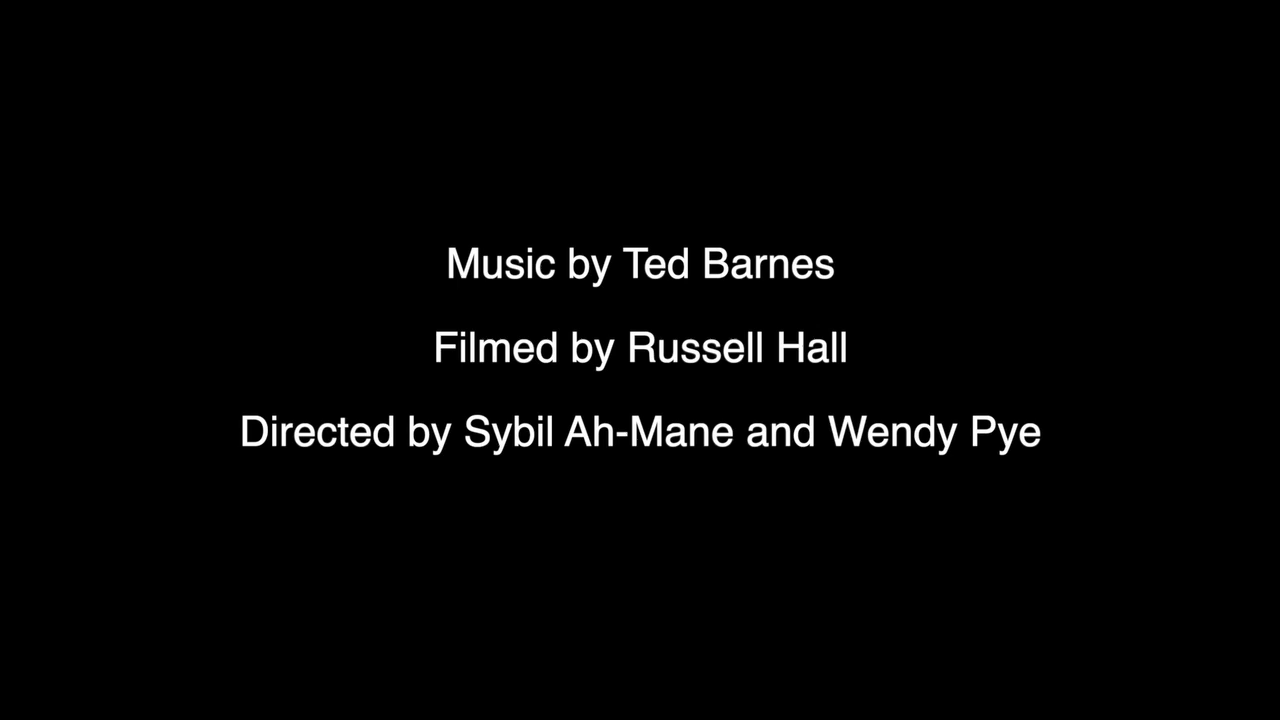 Music by Ted Barnes
Filmed by Russell Hall
Directed by Sybil Ah-Mane and Wendy Pye